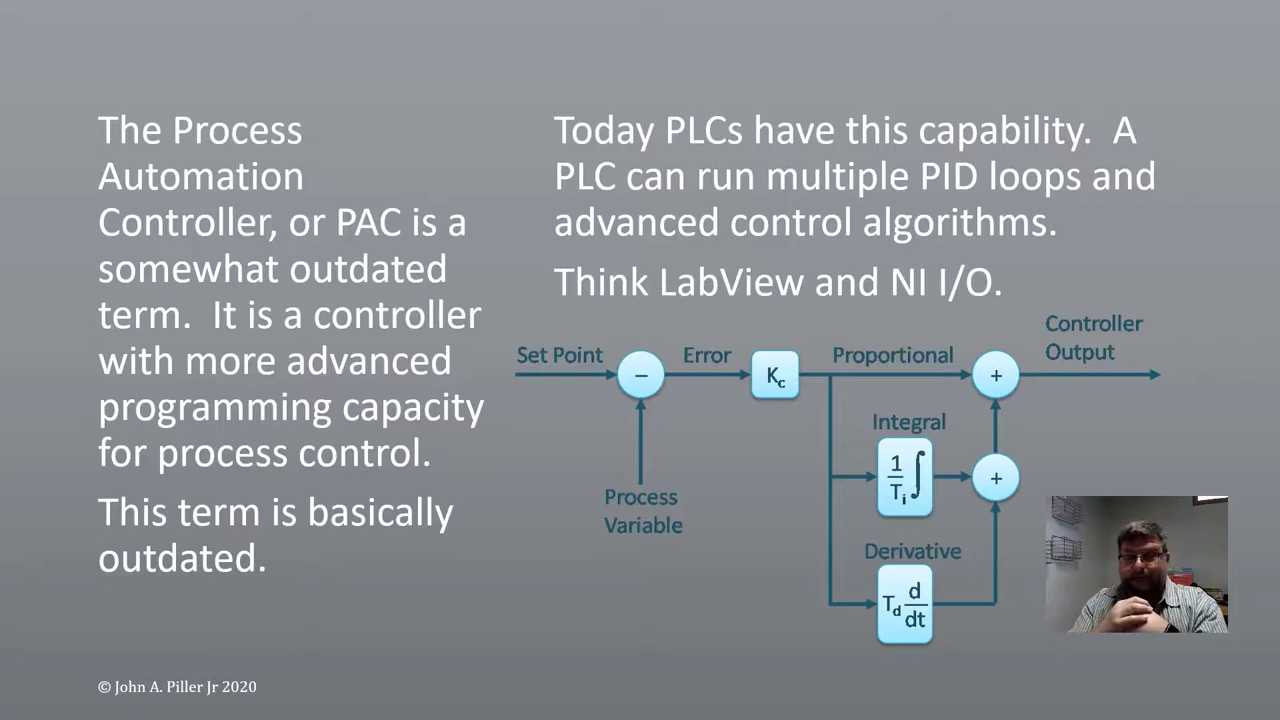 The Process
Automation
Controller, or PAC is a
somewhat outdated
term.  It is a controller
with more advanced
programming capacity
for process control.
This term is basically
outdated.
Today PLCs have this capability.  A
PLC can run multiple PID loops and
advanced control algorithms.
Think LabView and NI I/O.
Set Point
−
Error
Kc
Proportional
+
Controller
Output
Process
Variable
Integral
1/Ti ∫
+
Derivative
Td d/dt
© John A. Piller Jr 2020